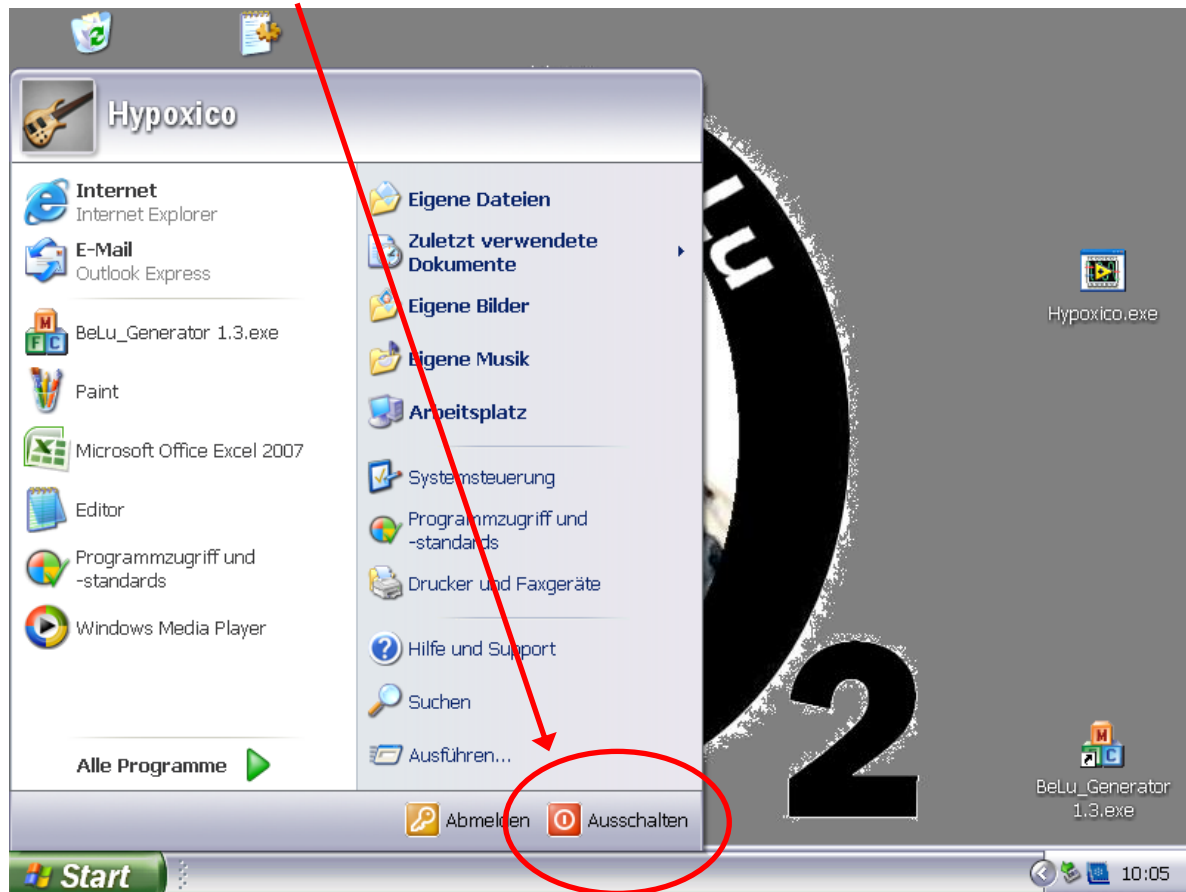 Hypoxico
Internet
Internet Explorer
E-Mail
Outlook Express
BeLu_Generator 1.3.exe
Paint
Microsoft Office Excel 2007
Editor
Programmzugriff und
-standards
Windows Media Player
Alle Programme
Eigene Dateien
Zuletzt verwendete
Dokumente
Eigene Bilder
Eigene Musik
Arbeitsplatz
Systemsteuerung
Programmzugriff und
-standards
Drucker und Faxgeräte
Hilfe und Support
Suchen
Ausführen...
Abmelden
Ausschalten
Lu
2
Hypoxico.exe
BeLu_Generator
1.3.exe
Start
10:05